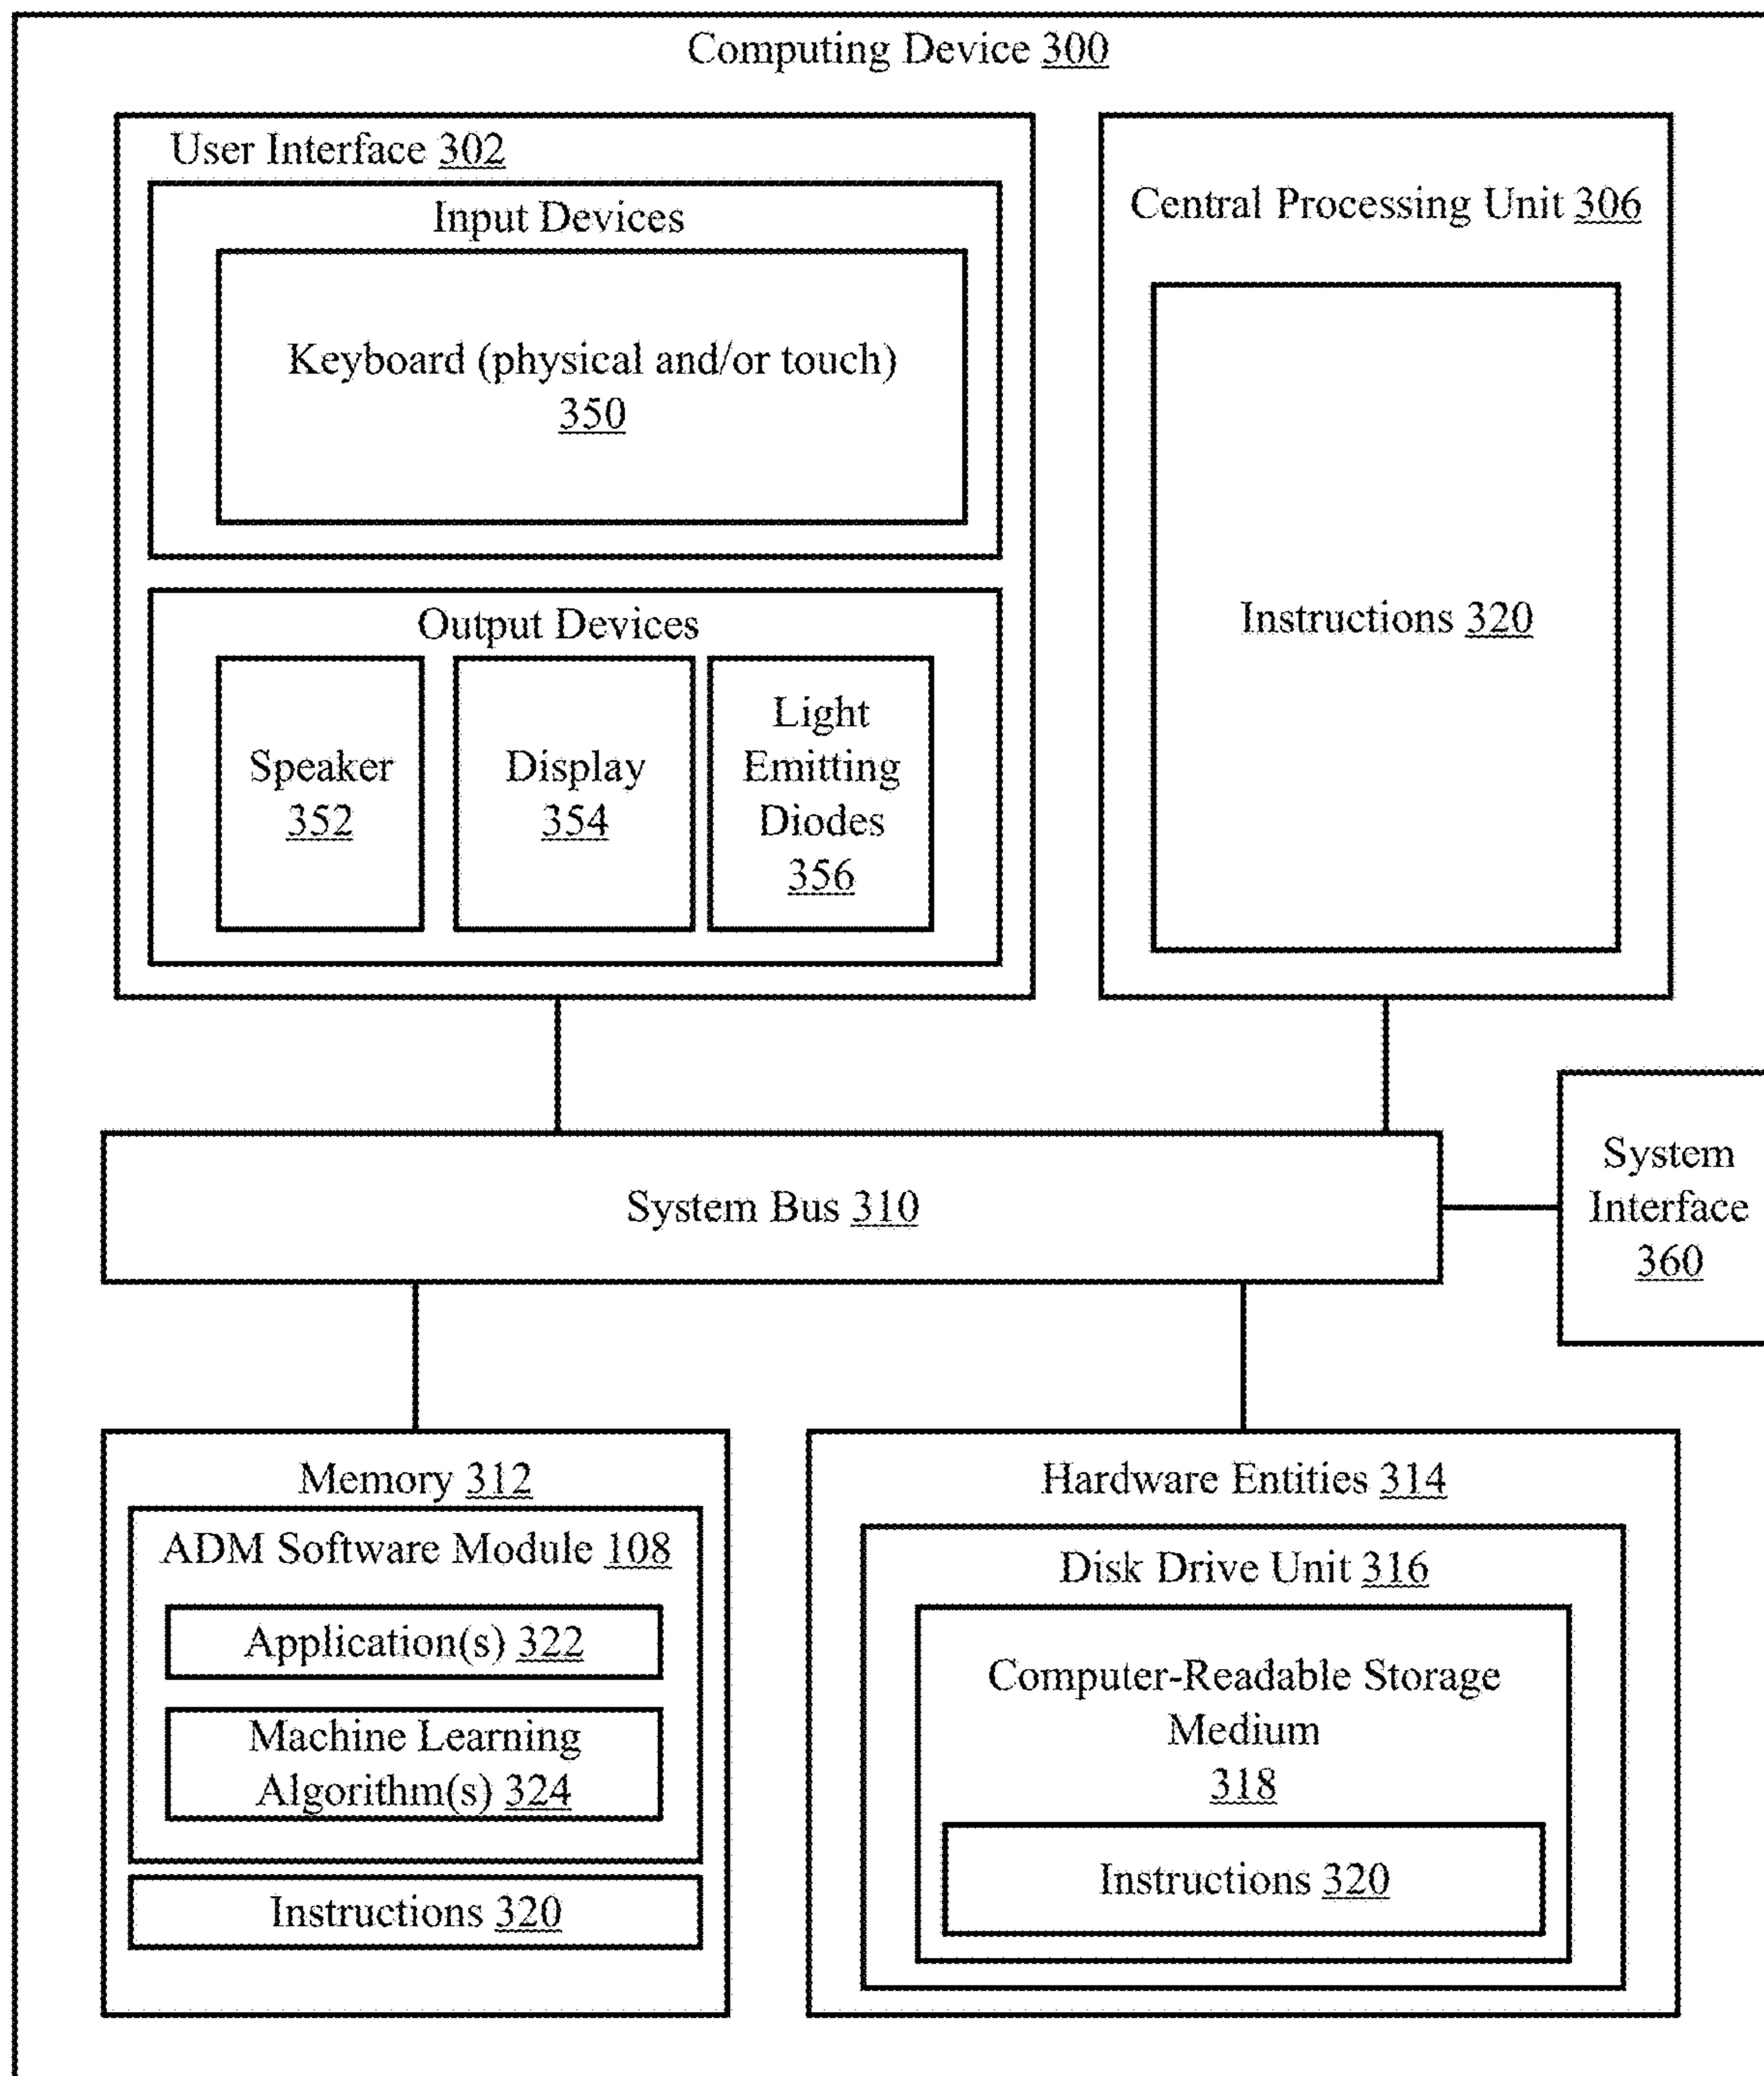 Computing Device 300
User Interface 302
Input Devices
Keyboard (physical and/or touch)
350
Output Devices
Speaker
352
Display
354
Light
Emitting
Diodes
356
Central Processing Unit 306
Instructions 320
System Bus 310
System
Interface
360
Memory 312
ADM Software Module 108
Application(s) 322
Machine Learning
Algorithm(s) 324
Instructions 320
Hardware Entities 314
Disk Drive Unit 316
Computer-Readable Storage
Medium
318
Instructions 320